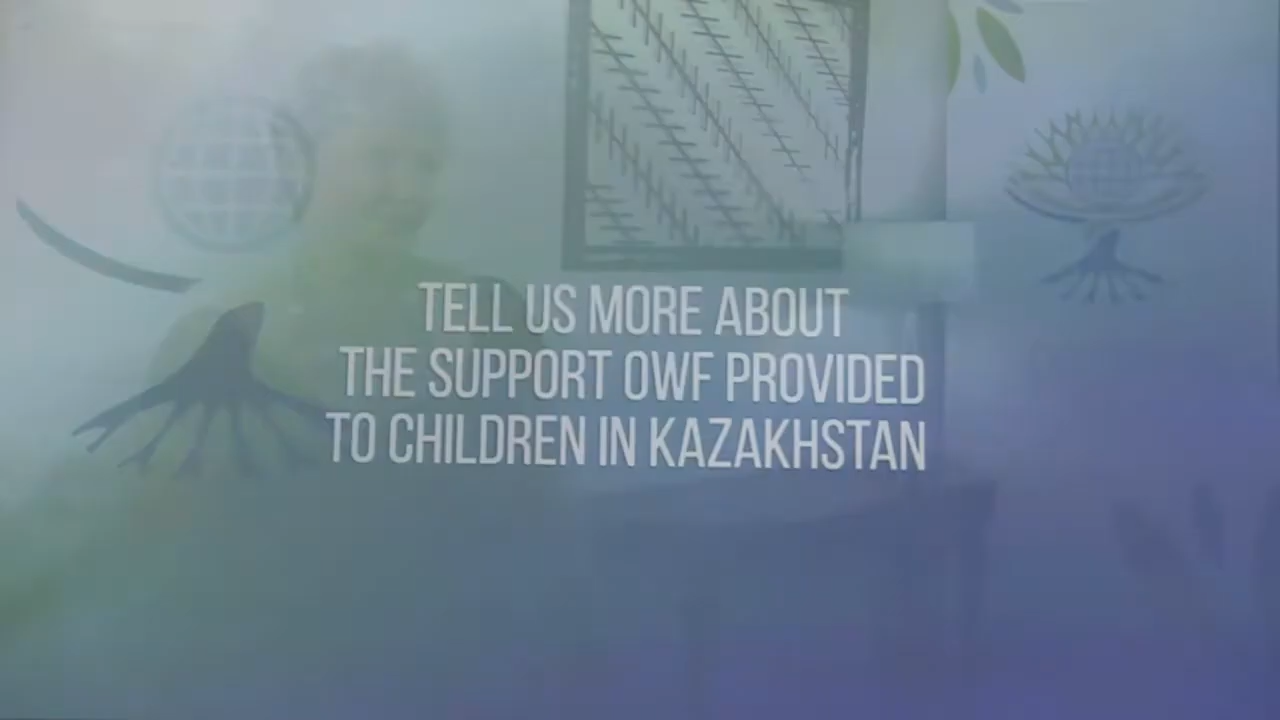 TELL US MORE ABOUT
THE SUPPORT OWF PROVIDED
TO CHILDREN IN KAZAKHSTAN